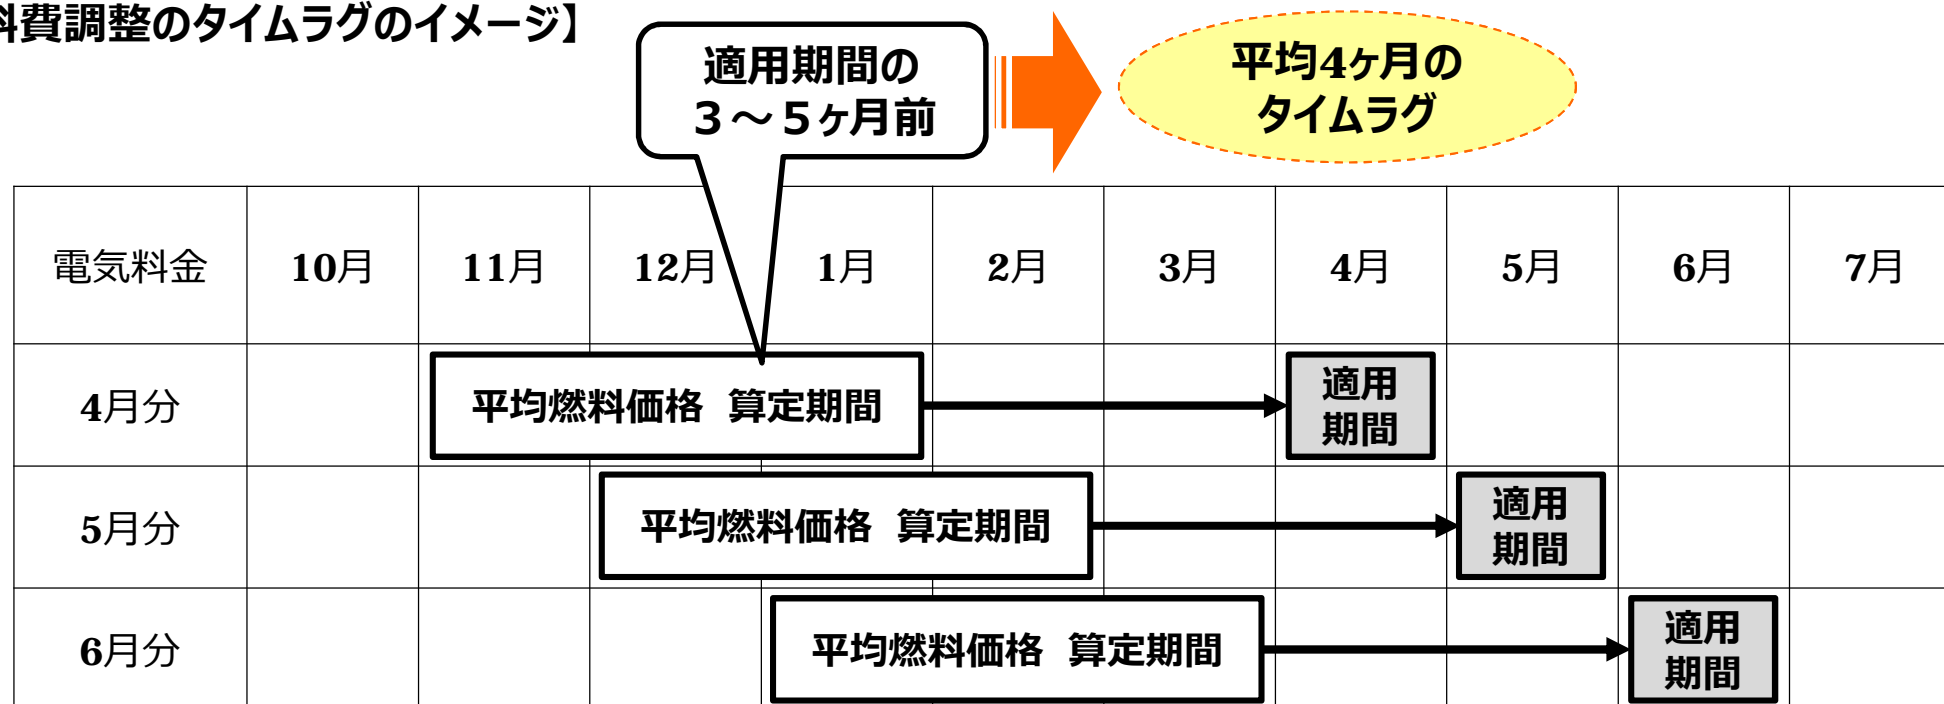 料費調整のタイムラグのイメージ】
適用期間の
３～５ヶ月前
平均4ヶ月の
タイムラグ
電気料金 10月 11月 12月 1月 2月 3月 4月 5月 6月 7月
4月分
平均燃料価格 算定期間
適用
期間
5月分
平均燃料価格 算定期間
適用
期間
6月分
平均燃料価格 算定期間
適用
期間